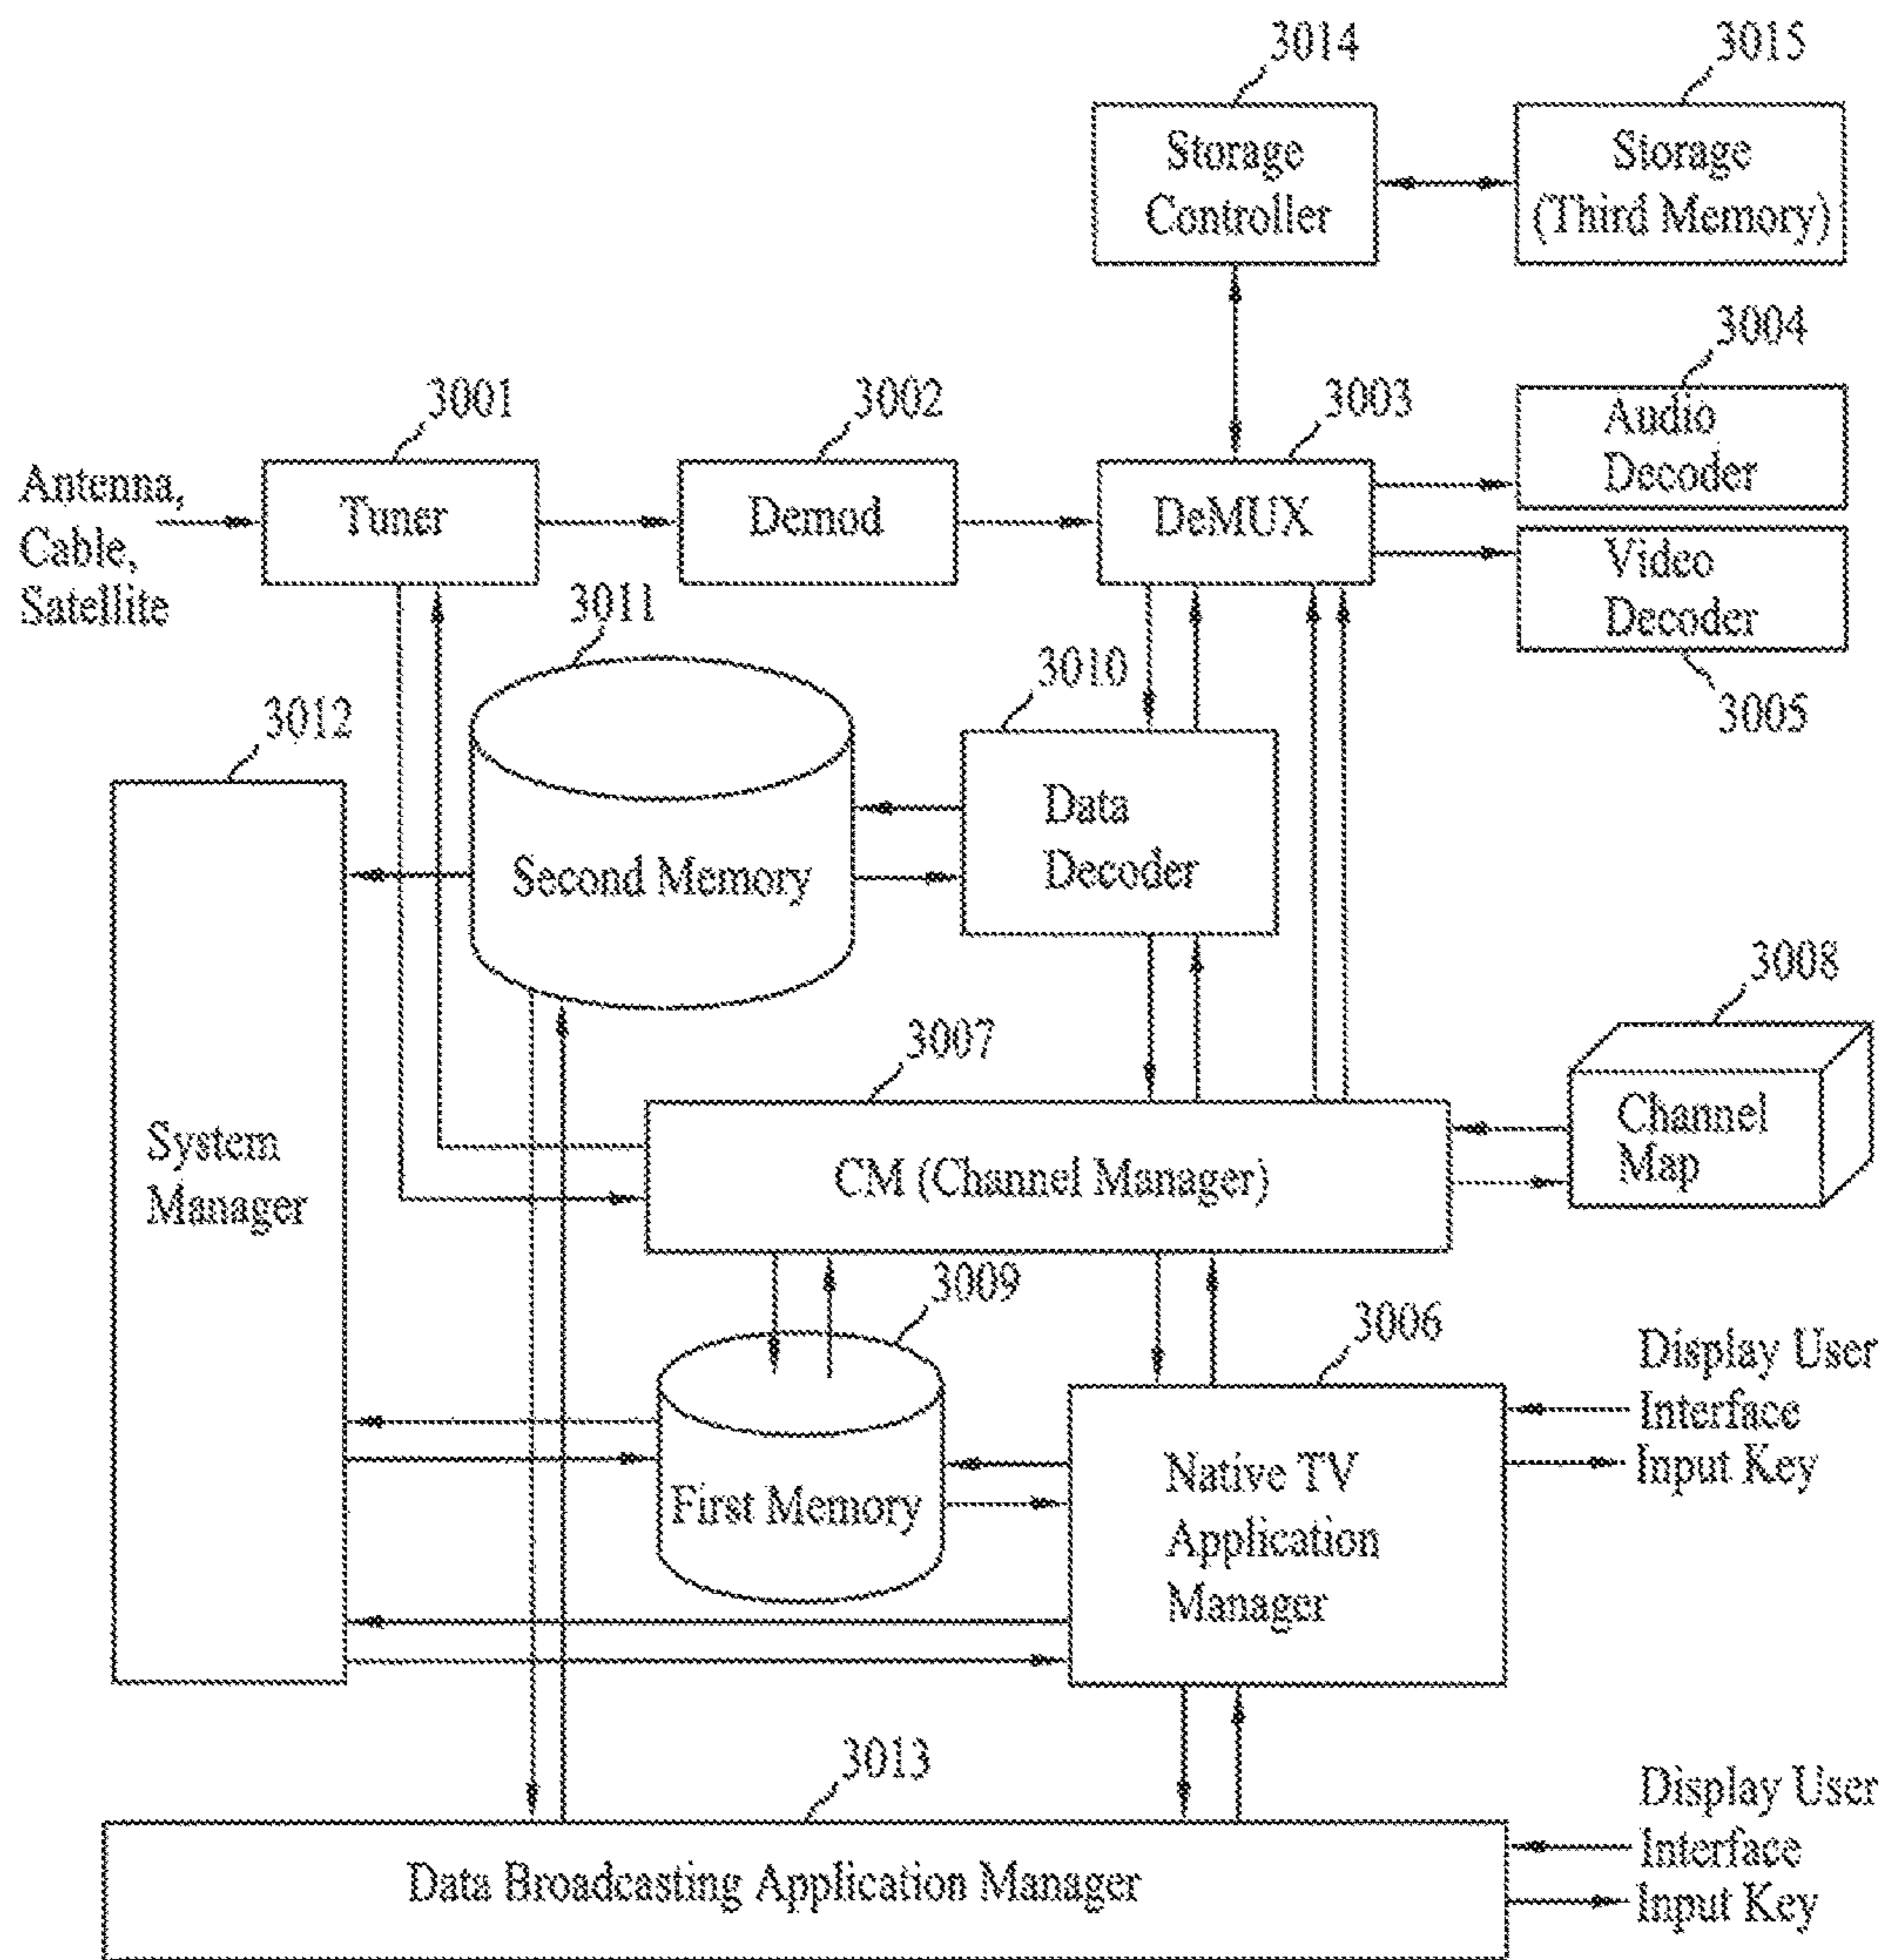 3014
3015
Storage
Controller
Storage
(Third Memory)
3004
3001
3002
3003
Audio
Decoder
Antenna,
Cable,
Satellite
Tuner
Demod
DeMUX
Video
Decoder
3005
3011
3010
3012
Second Memory
Data
Decoder
3008
3007
System
Manager
CM (Channel Manager)
Channel
Map
3009
3006
Display User
Interface
Input Key
First Memory
Native TV
Application
Manager
3013
Display User
Interface
Input Key
Data Broadcasting Application Manager